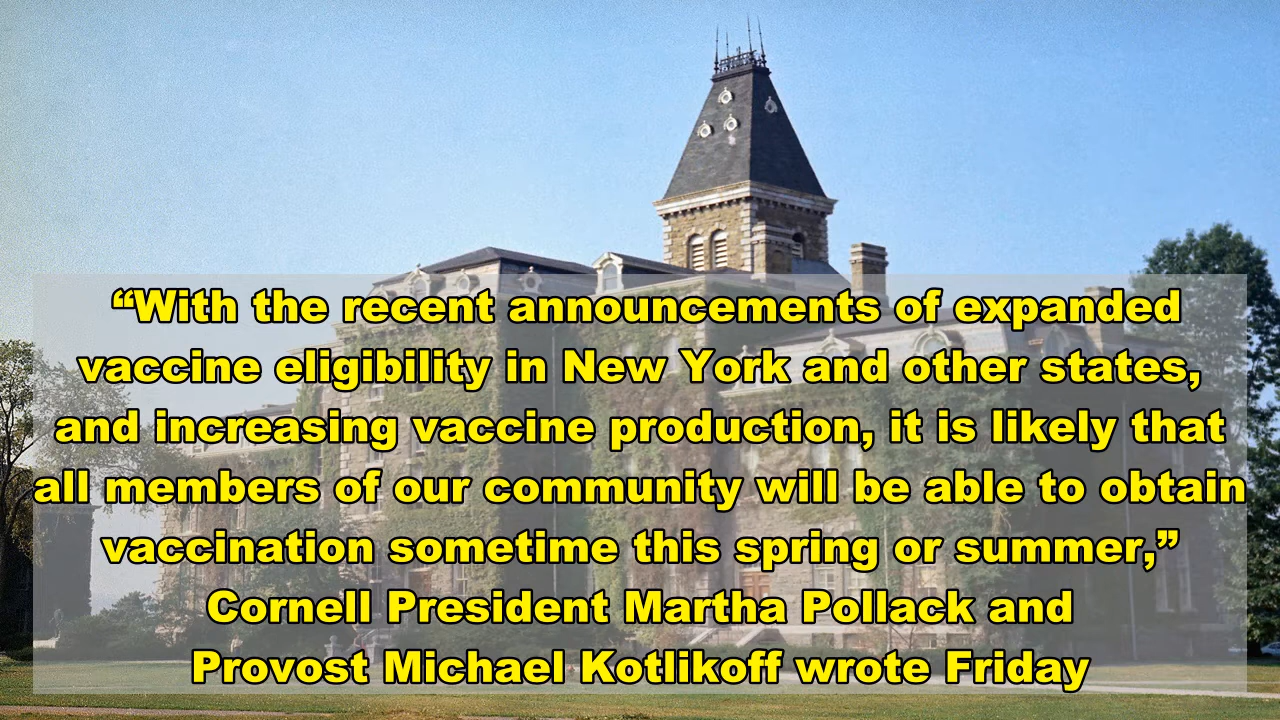 “With the recent announcements of expanded
vaccine eligibility in New York and other states,
and increasing vaccine production, it is likely that
all members of our community will be able to obtain
vaccination sometime this spring or summer,”
Cornell President Martha Pollack and
Provost Michael Kotlikoff wrote Friday